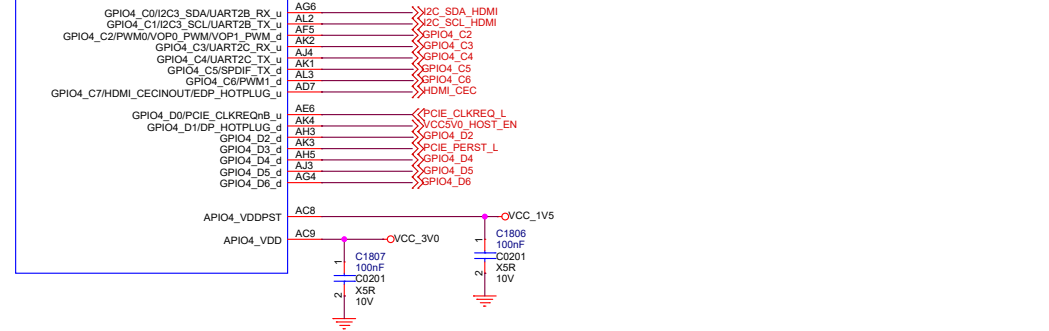 GPIO4_C0/I2C3_SDA/UART2B_RX_u AG6 I2C_SDA_HDMI
GPIO4_C1/I2C3_SCL/UART2B_TX_u AL2 I2C_SCL_HDMI
GPIO4_C2/PWM0/VOP0_PWM/VOP1_PWM_d AF5 GPIO4_C2
GPIO4_C3/UART2C_RX_u AK2 GPIO4_C3
GPIO4_C4/UART2C_TX_u AJ4 GPIO4_C4
GPIO4_C5/SPDIF_TX_d AK1 GPIO4_C5
GPIO4_C6/PWM1_d AL3 GPIO4_C6
GPIO4_C7/HDMI_CECINOUT/EDP_HOTPLUG_u AD7 HDMI_CEC
GPIO4_D0/PCIE_CLKREQnB_u AE6 PCIE_CLKREQ_L
GPIO4_D1/DP_HOTPLUG_d AK4 VCC5V0_HOST_EN
GPIO4_D2_d AH3 GPIO4_D2
GPIO4_D3_d AK3 PCIE_PERST_L
GPIO4_D4_d AH5 GPIO4_D4
GPIO4_D5_d AJ3 GPIO4_D5
GPIO4_D6_d AG4 GPIO4_D6
APIO4_VDDPST AC8 VCC_1V5
APIO4_VDD AC9 VCC_3V0
1
C1806
100nF
C0201
X5R
10V
2
1
C1807
100nF
C0201
X5R
10V
2